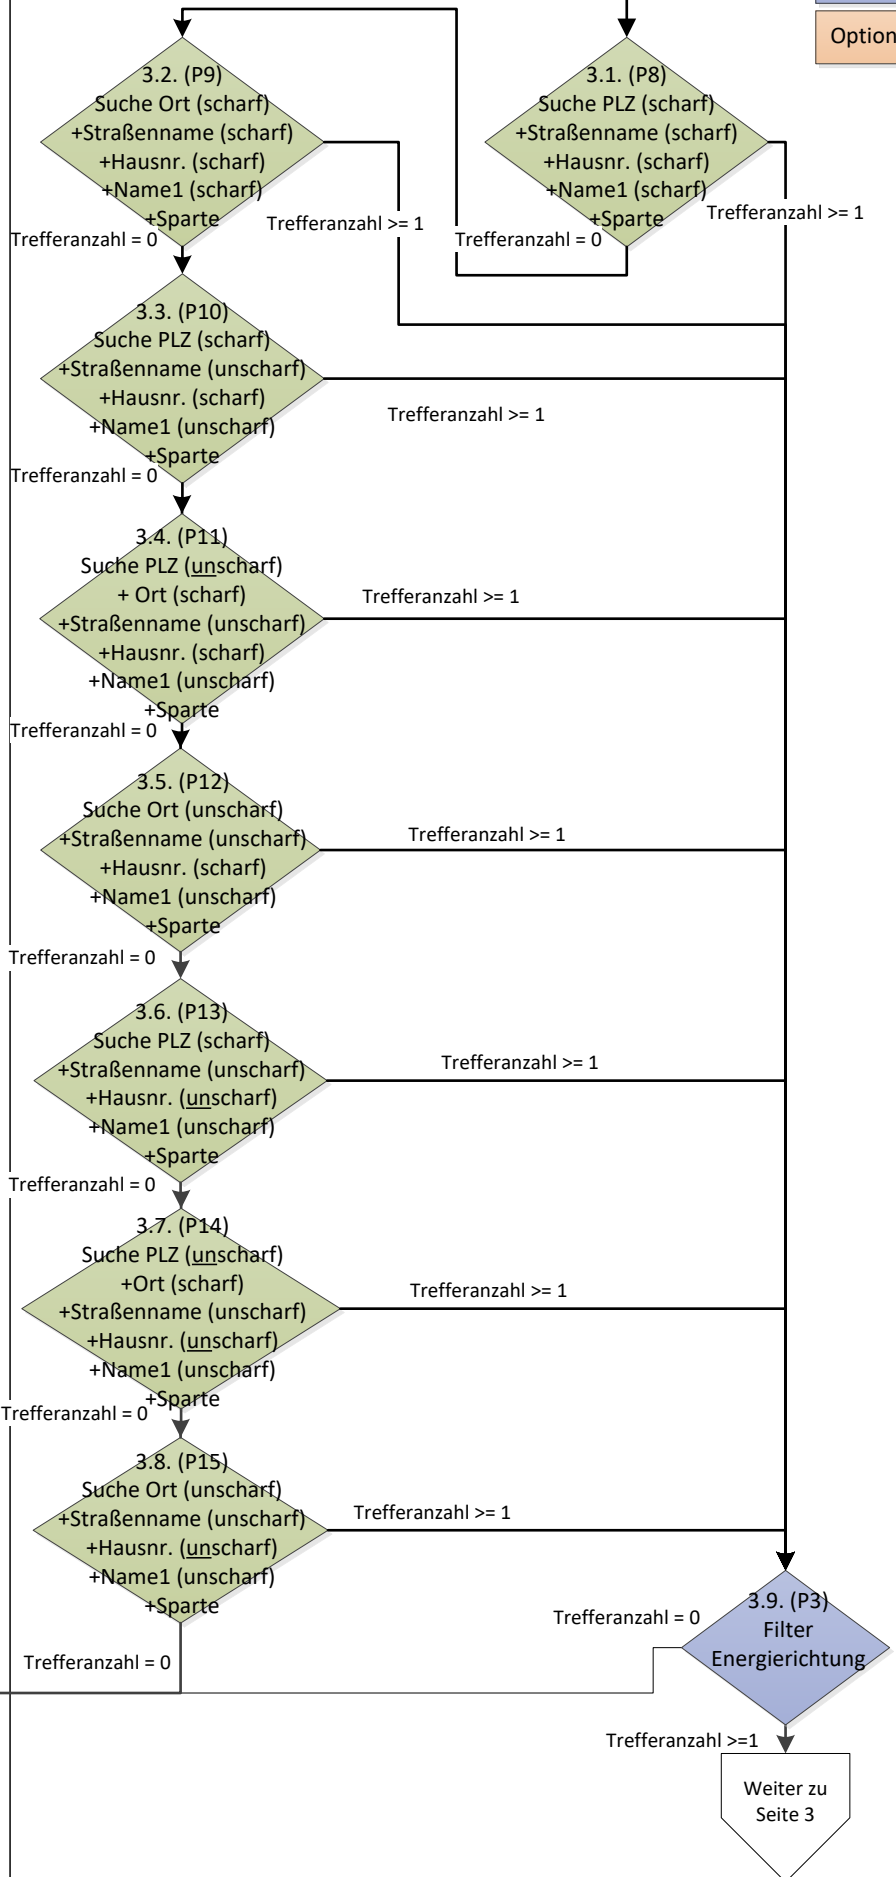 Option
3.1. (P8)
Suche PLZ (scharf)
+Straßenname (scharf)
+Hausnr. (scharf)
+Name1 (scharf)
+Sparte
Trefferanzahl >= 1
Trefferanzahl = 0
3.2. (P9)
Suche Ort (scharf)
+Straßenname (scharf)
+Hausnr. (scharf)
+Name1 (scharf)
+Sparte
Trefferanzahl >= 1
Trefferanzahl = 0
3.3. (P10)
Suche PLZ (scharf)
+Straßenname (unscharf)
+Hausnr. (scharf)
+Name1 (unscharf)
+Sparte
Trefferanzahl >= 1
Trefferanzahl = 0
3.4. (P11)
Suche PLZ (unscharf)
+ Ort (scharf)
+Straßenname (unscharf)
+Hausnr. (scharf)
+Name1 (unscharf)
+Sparte
Trefferanzahl >= 1
Trefferanzahl = 0
3.5. (P12)
Suche Ort (unscharf)
+Straßenname (unscharf)
+Hausnr. (scharf)
+Name1 (unscharf)
+Sparte
Trefferanzahl >= 1
Trefferanzahl = 0
3.6. (P13)
Suche PLZ (scharf)
+Straßenname (unscharf)
+Hausnr. (unscharf)
+Name1 (unscharf)
+Sparte
Trefferanzahl >= 1
Trefferanzahl = 0
3.7. (P14)
Suche PLZ (unscharf)
+Ort (scharf)
+Straßenname (unscharf)
+Hausnr. (unscharf)
+Name1 (unscharf)
+Sparte
Trefferanzahl >= 1
Trefferanzahl = 0
3.8. (P15)
Suche Ort (unscharf)
+Straßenname (unscharf)
+Hausnr. (unscharf)
+Name1 (unscharf)
+Sparte
Trefferanzahl >= 1
Trefferanzahl = 0
3.9. (P3)
Filter
Energierichtung
Trefferanzahl = 0
Trefferanzahl >=1
Weiter zu
Seite 3